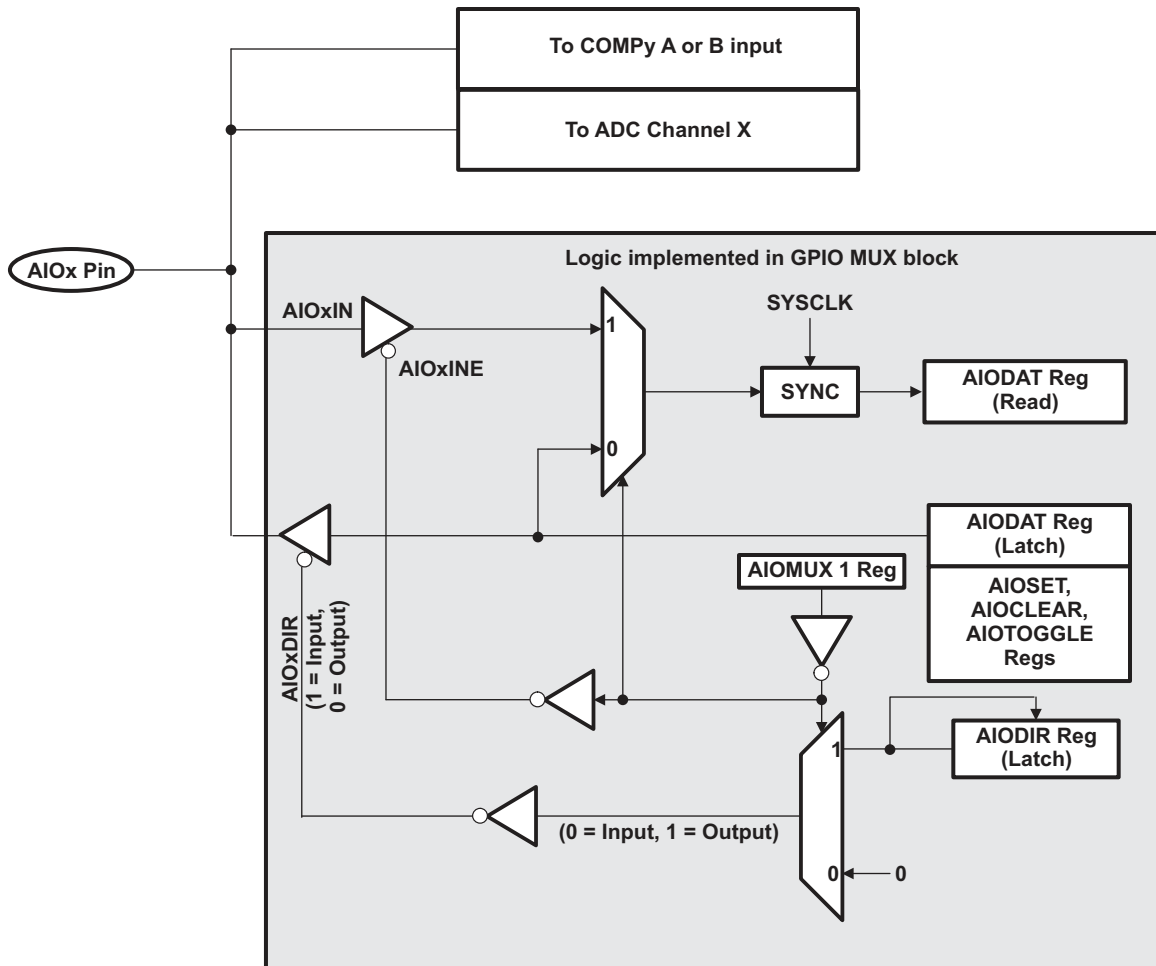 To COMPy A or B input
To ADC Channel X
AIOx Pin
Logic implemented in GPIO MUX block
AIOxIN
1
SYSCLK
AIOxINE
SYNC
AIODAT Reg
(Read)
0
AIODAT Reg
(Latch)
AIOMUX 1 Reg
AIOSET,
AIOCLEAR,
AIOTOGGLE
Regs
AIOxDIR
(1 = Input,
0 = Output)
1
AIODIR Reg
(Latch)
(0 = Input, 1 = Output)
0
0